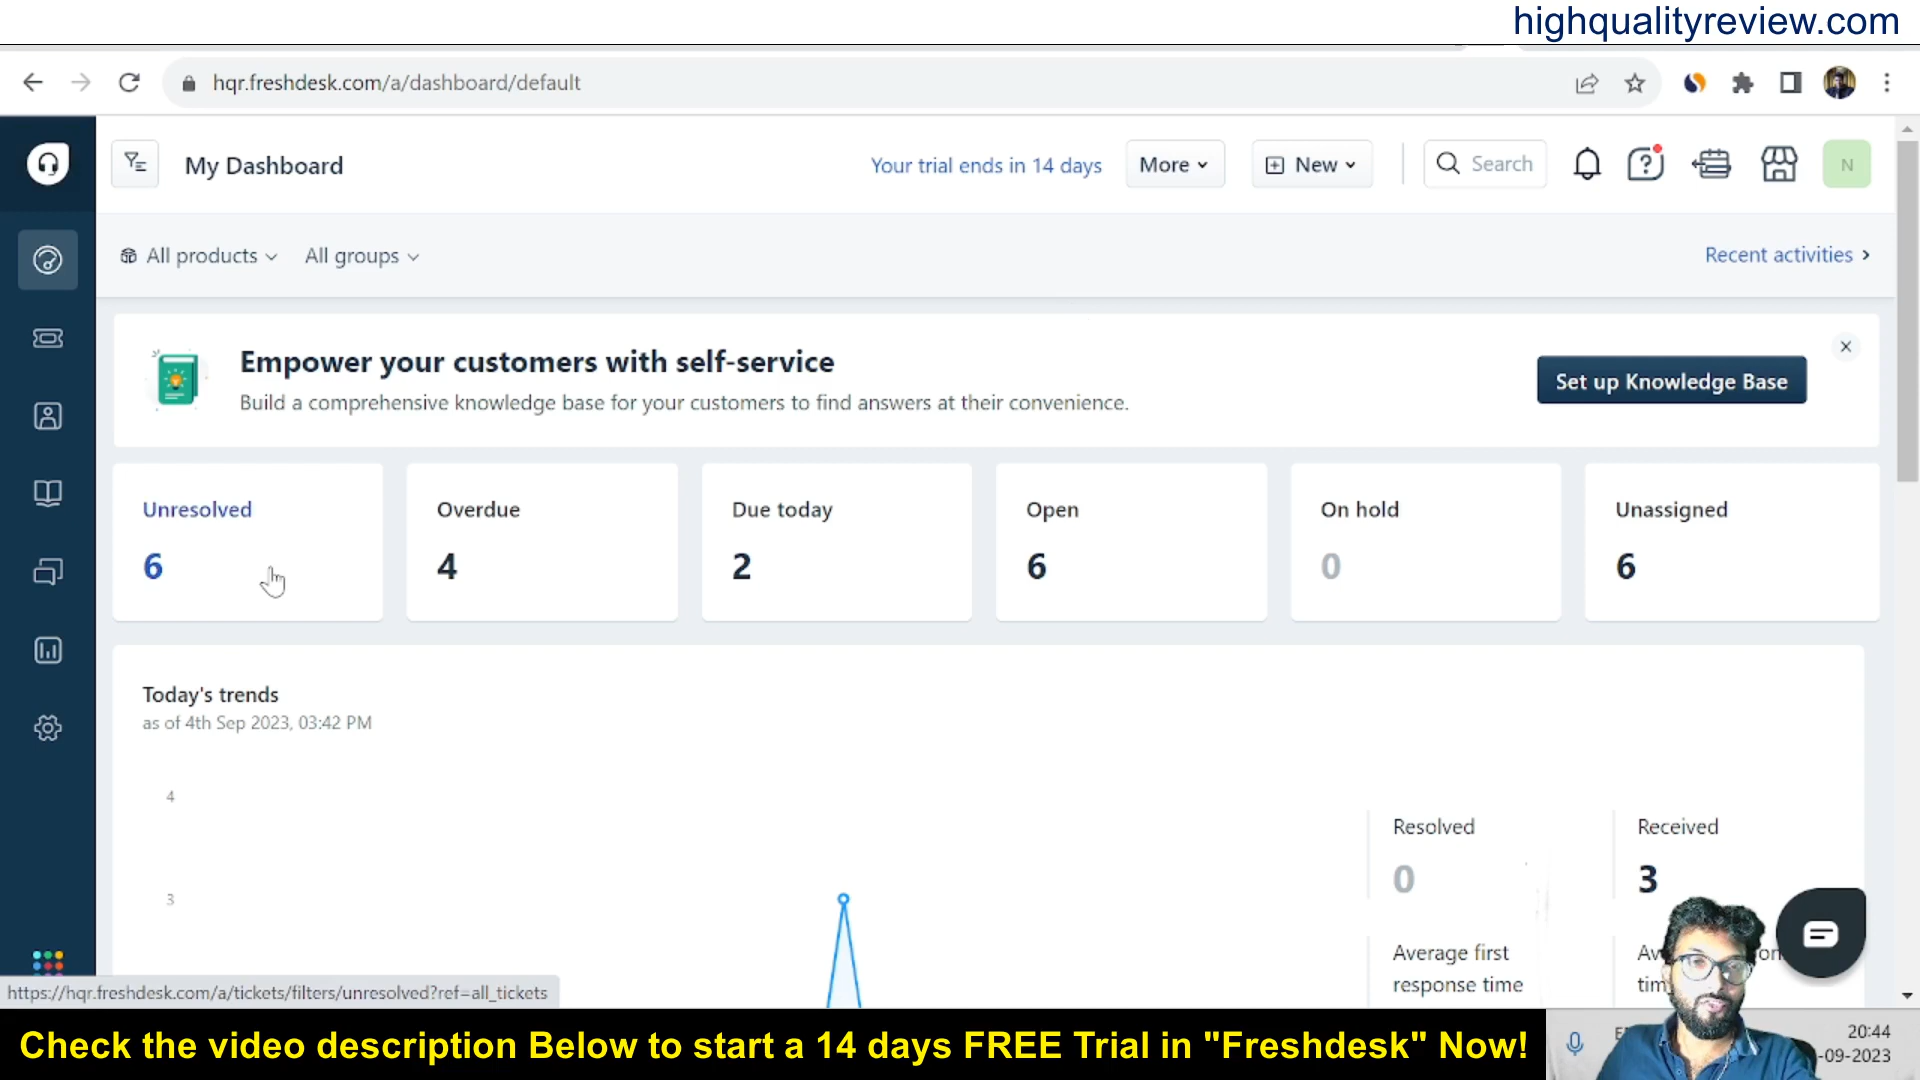 highqualityreview.com
hqr.freshdesk.com/a/dashboard/default
My Dashboard
Your trial ends in 14 days
More
New
Search
N
All products
All groups
Recent activities
Empower your customers with self-service
Build a comprehensive knowledge base for your customers to find answers at their convenience.
Set up Knowledge Base
Unresolved
6
Overdue
4
Due today
2
Open
6
On hold
0
Unassigned
6
Today's trends
as of 4th Sep 2023, 03:42 PM
4
3
Resolved
0
Received
3
Average first
response time
https://hqr.freshdesk.com/a/tickets/filters/unresolved?ref=all_tickets
Check the video description Below to start a 14 days FREE Trial in "Freshdesk" Now!
20:44
-09-2023